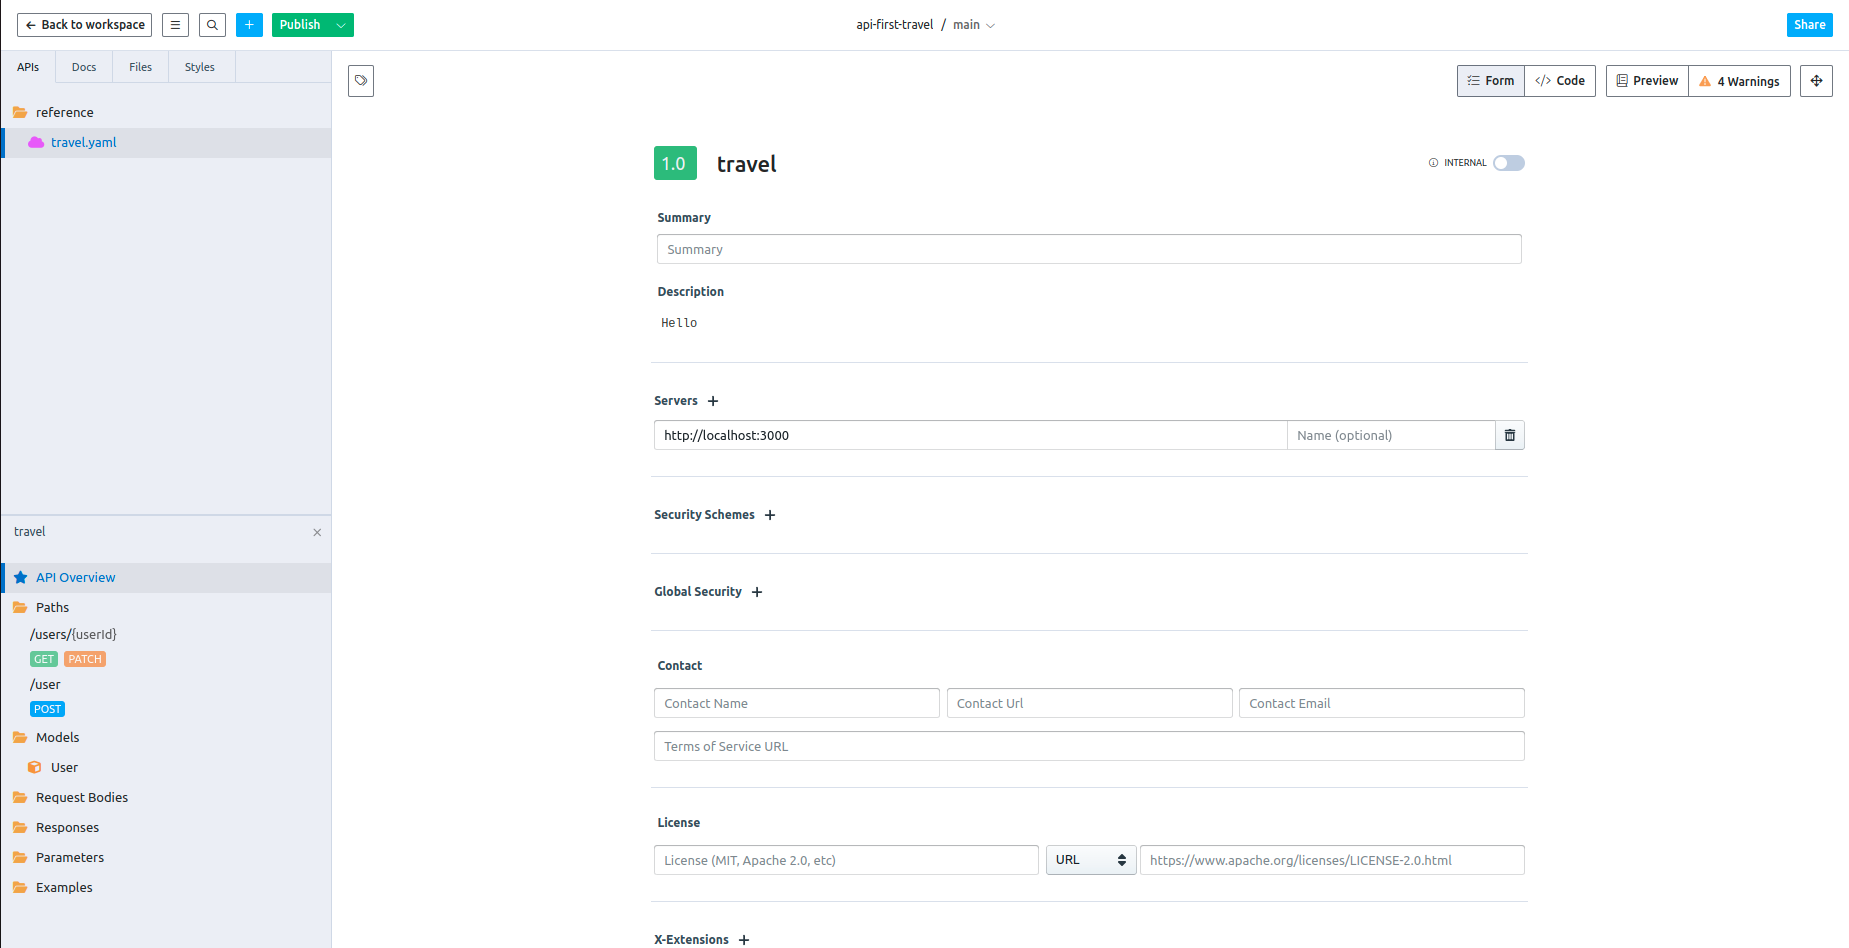 ← Back to workspace
Publish
api-first-travel / main
Share
APIs
Docs
Files
Styles
reference
travel.yaml
Form
</> Code
Preview
4 Warnings
1.0
travel
INTERNAL
Summary
Summary
Description
Hello
Servers +
http://localhost:3000
Name (optional)
Security Schemes +
Global Security +
Contact
Contact Name
Contact Url
Contact Email
Terms of Service URL
License
License (MIT, Apache 2.0, etc)
URL
https://www.apache.org/licenses/LICENSE-2.0.html
X-Extensions +
travel
API Overview
Paths
/users/{userId}
GET PATCH
/user
POST
Models
User
Request Bodies
Responses
Parameters
Examples